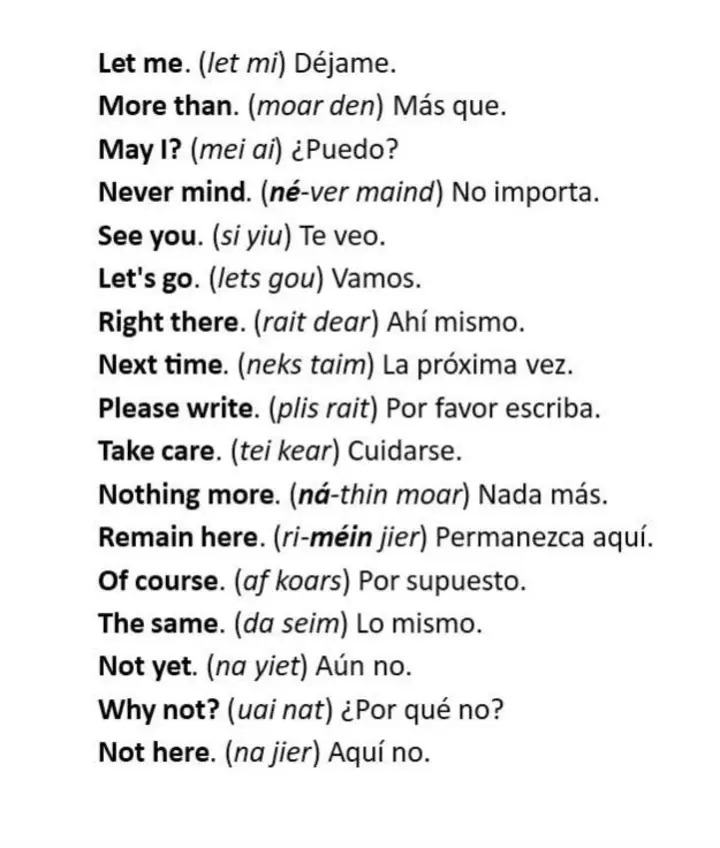 Let me. (let mi) Déjame.
More than. (moar den) Más que.
May I? (mei ai) ¿Puedo?
Never mind. (né-ver maind) No importa.
See you. (si yiu) Te veo.
Let's go. (lets gou) Vamos.
Right there. (rait dear) Ahí mismo.
Next time. (neks taim) La próxima vez.
Please write. (plis rait) Por favor escriba.
Take care. (tei kear) Cuidarse.
Nothing more. (ná-thin moar) Nada más.
Remain here. (ri-méin jier) Permanezca aquí.
Of course. (af koars) Por supuesto.
The same. (da seim) Lo mismo.
Not yet. (na yiet) Aún no.
Why not? (uai nat) ¿Por qué no?
Not here. (na jier) Aquí no.